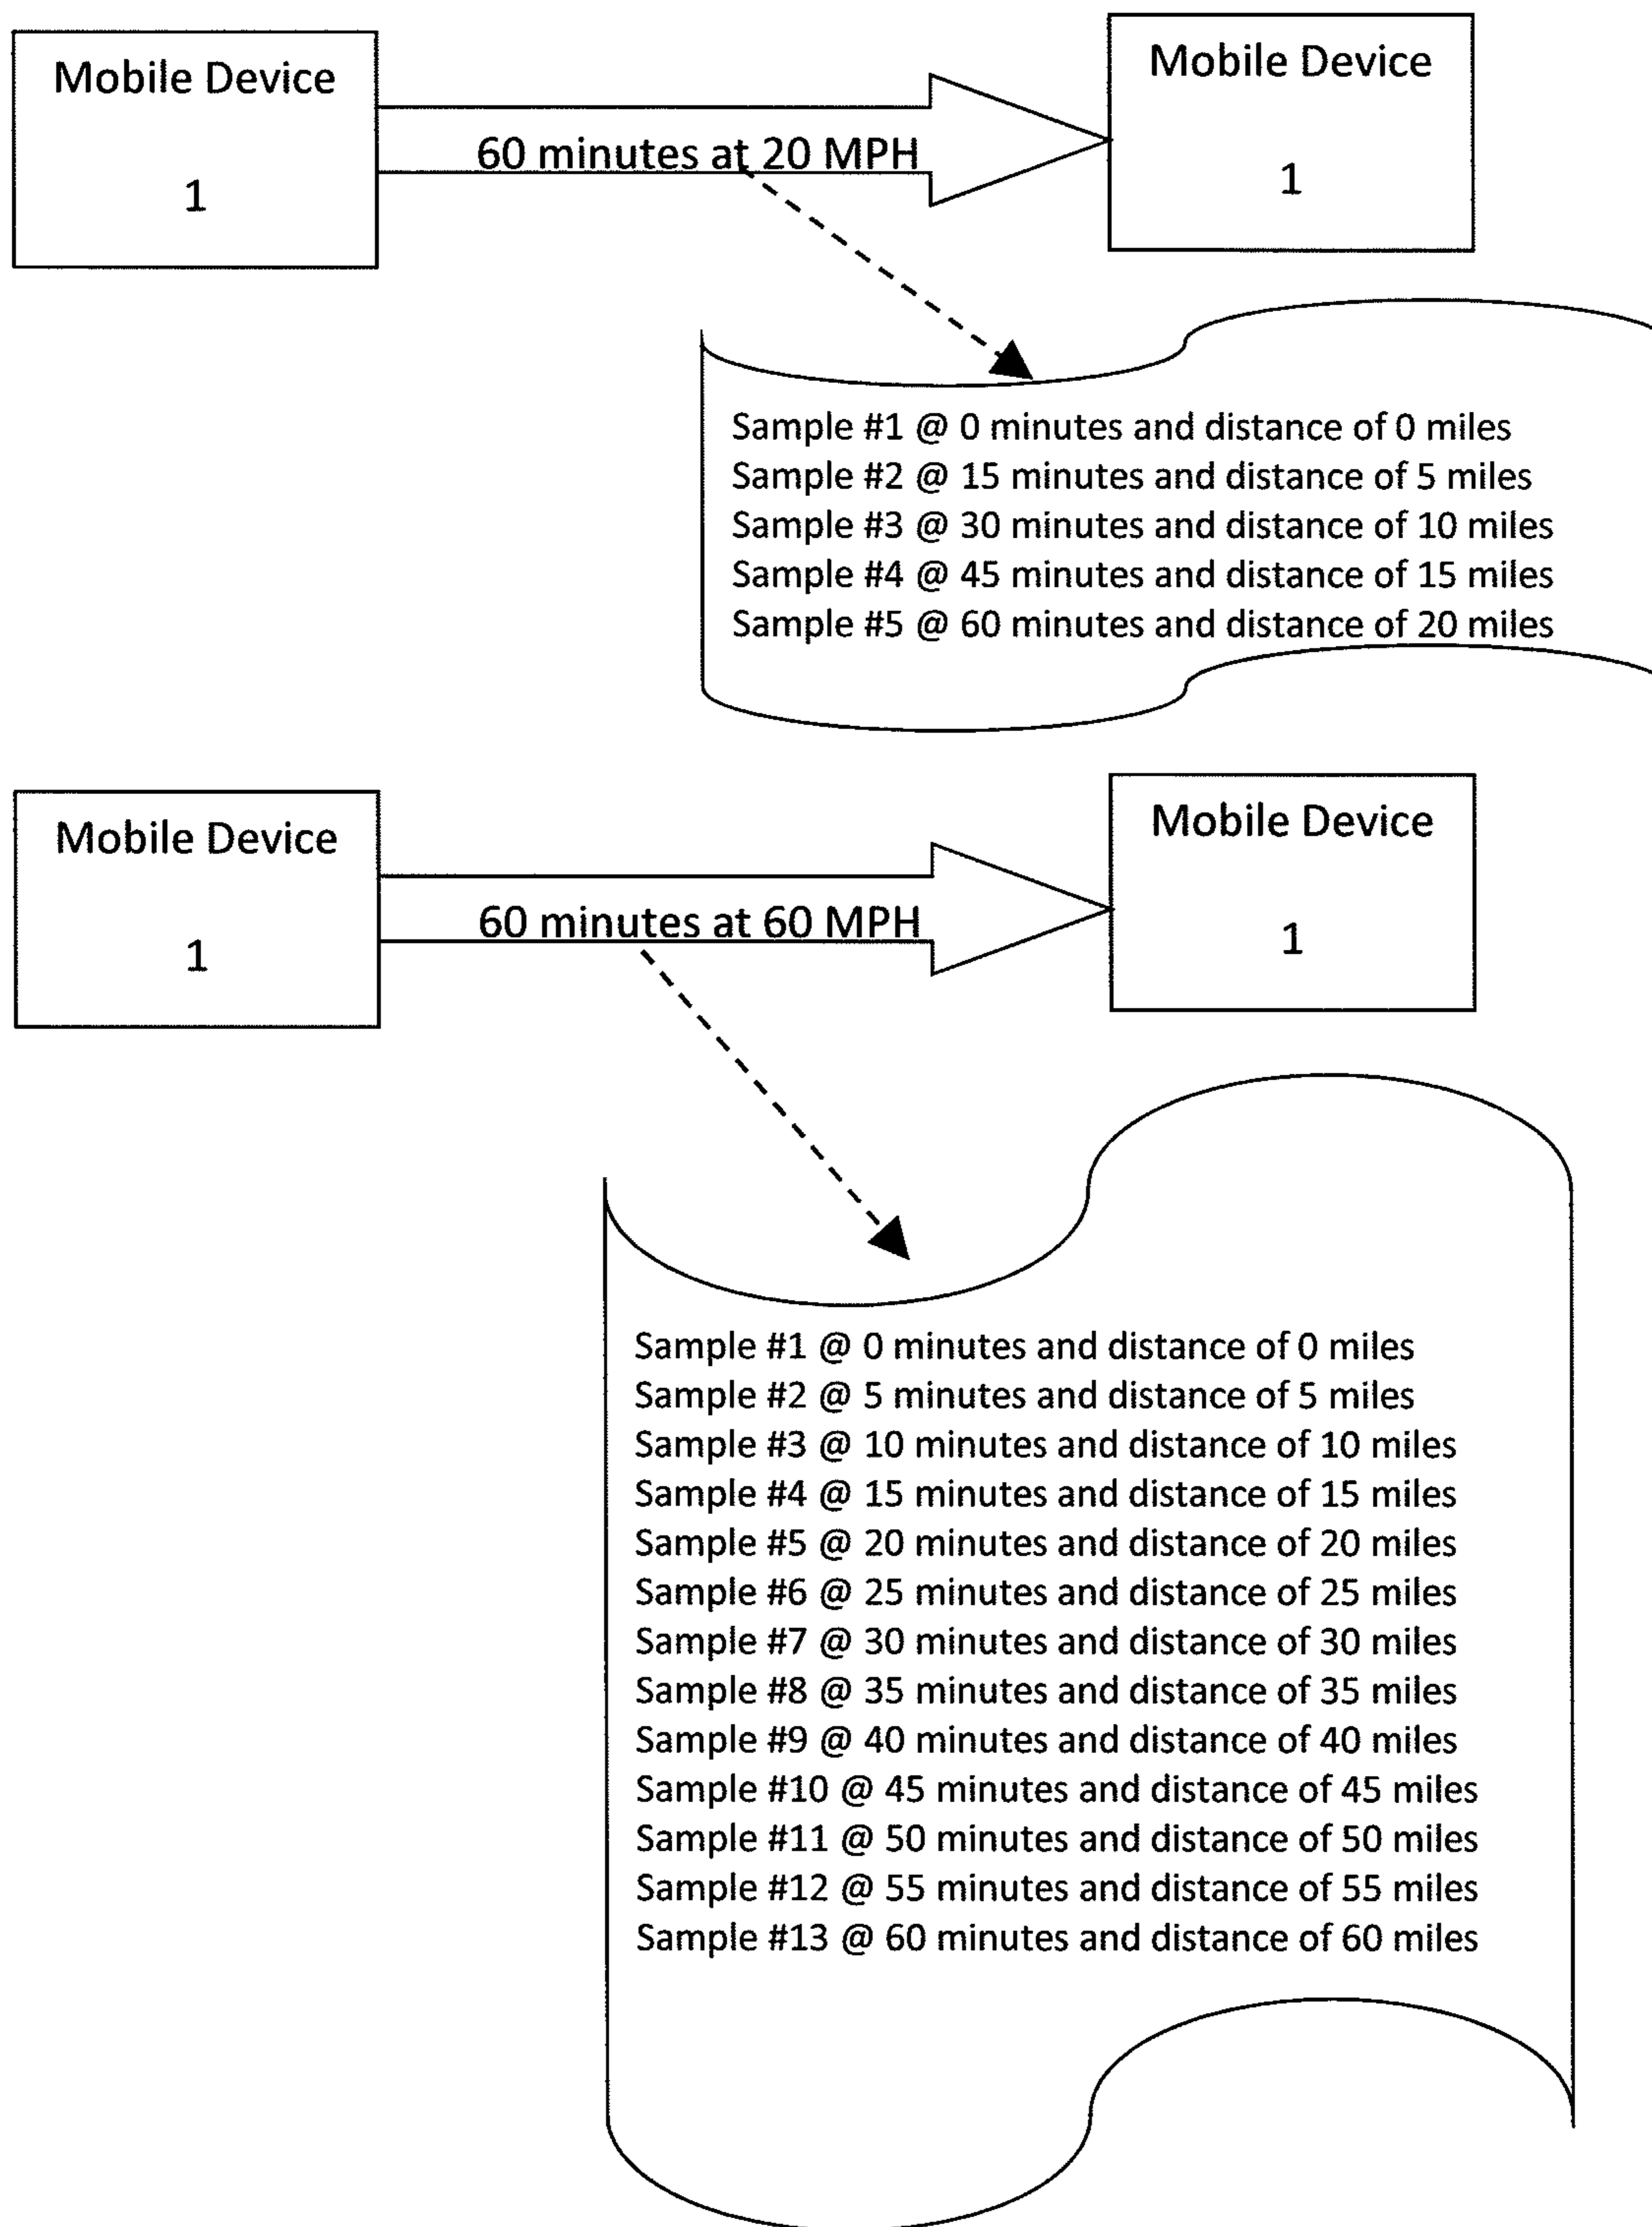 Mobile Device
1
60 minutes at 20 MPH
Mobile Device
1
Sample #1 @ 0 minutes and distance of 0 miles
Sample #2 @ 15 minutes and distance of 5 miles
Sample #3 @ 30 minutes and distance of 10 miles
Sample #4 @ 45 minutes and distance of 15 miles
Sample #5 @ 60 minutes and distance of 20 miles
Mobile Device
1
60 minutes at 60 MPH
Mobile Device
1
Sample #1 @ 0 minutes and distance of 0 miles
Sample #2 @ 5 minutes and distance of 5 miles
Sample #3 @ 10 minutes and distance of 10 miles
Sample #4 @ 15 minutes and distance of 15 miles
Sample #5 @ 20 minutes and distance of 20 miles
Sample #6 @ 25 minutes and distance of 25 miles
Sample #7 @ 30 minutes and distance of 30 miles
Sample #8 @ 35 minutes and distance of 35 miles
Sample #9 @ 40 minutes and distance of 40 miles
Sample #10 @ 45 minutes and distance of 45 miles
Sample #11 @ 50 minutes and distance of 50 miles
Sample #12 @ 55 minutes and distance of 55 miles
Sample #13 @ 60 minutes and distance of 60 miles